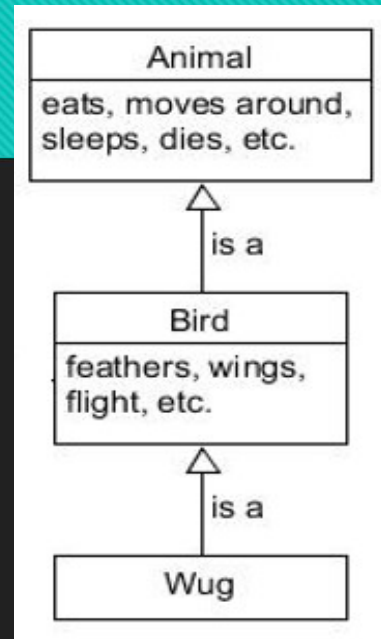 Animal
eats, moves around,
sleeps, dies, etc.
is a
Bird
feathers, wings,
flight, etc.
is a
Wug